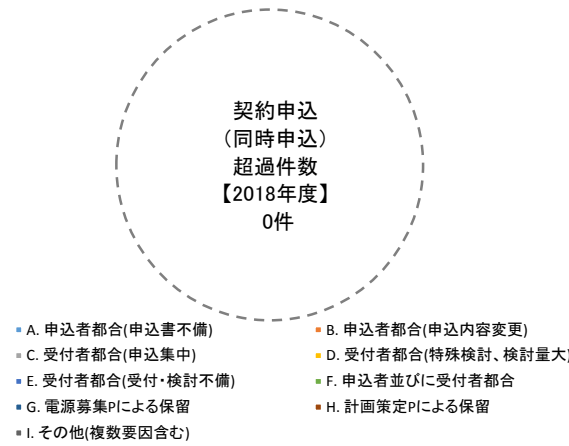 契約申込
（同時申込）
超過件数
【2018年度】
0件
A. 申込者都合(申込書不備)
B. 申込者都合(申込内容変更)
C. 受付者都合(申込集中)
D. 受付者都合(特殊検討、検討量大)
E. 受付者都合(受付・検討不備)
F. 申込者並びに受付者都合
G. 電源募集Pによる保留
H. 計画策定Pによる保留
I. その他(複数要因含む)